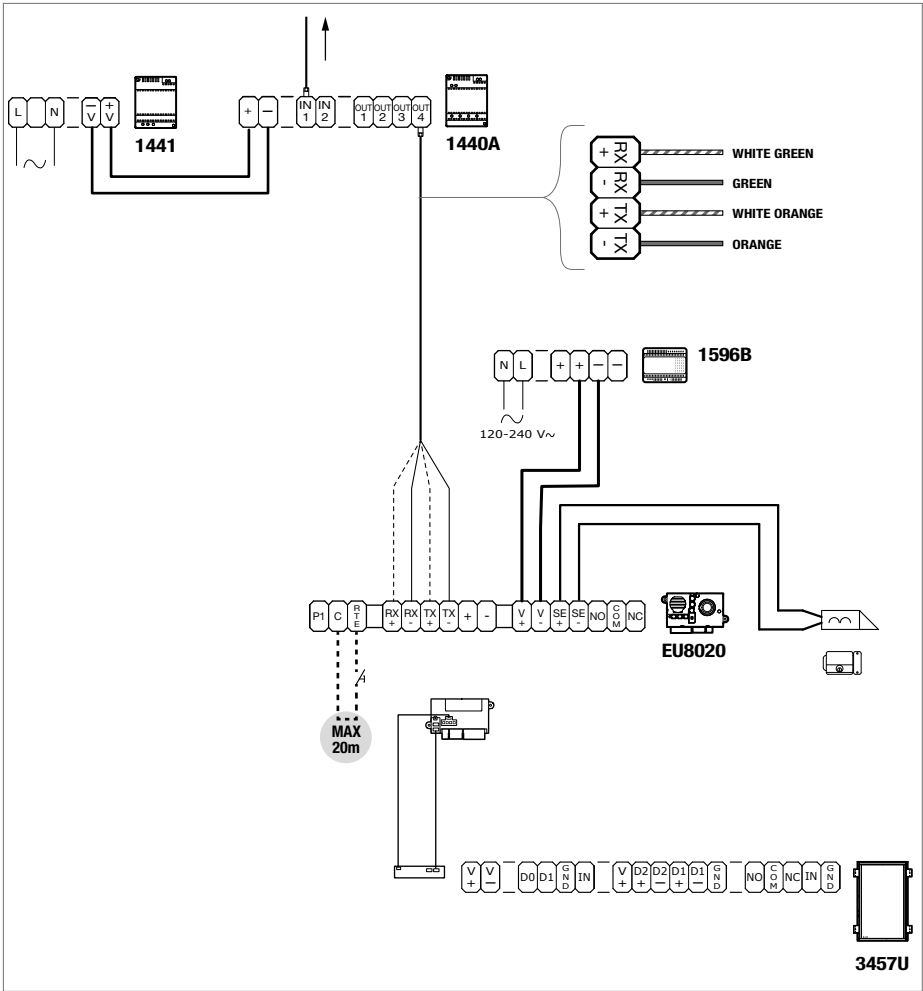 L N −V +V
1441
+ − IN 1 IN 2 OUT 1 OUT 2 OUT 3 OUT 4
1440A
+ RX WHITE GREEN
- RX GREEN
+ TX WHITE ORANGE
- TX ORANGE
N L + + − −
1596B
120-240 V~
P1 C RTE RX+ RX- TX+ TX- + - V+ V- SE+ SE- NO COM NC
EU8020
MAX
20m
V+ V− D0 D1 GND IN V+ D2+ D2− D1+ D1− GND NO COM NC IN GND
3457U